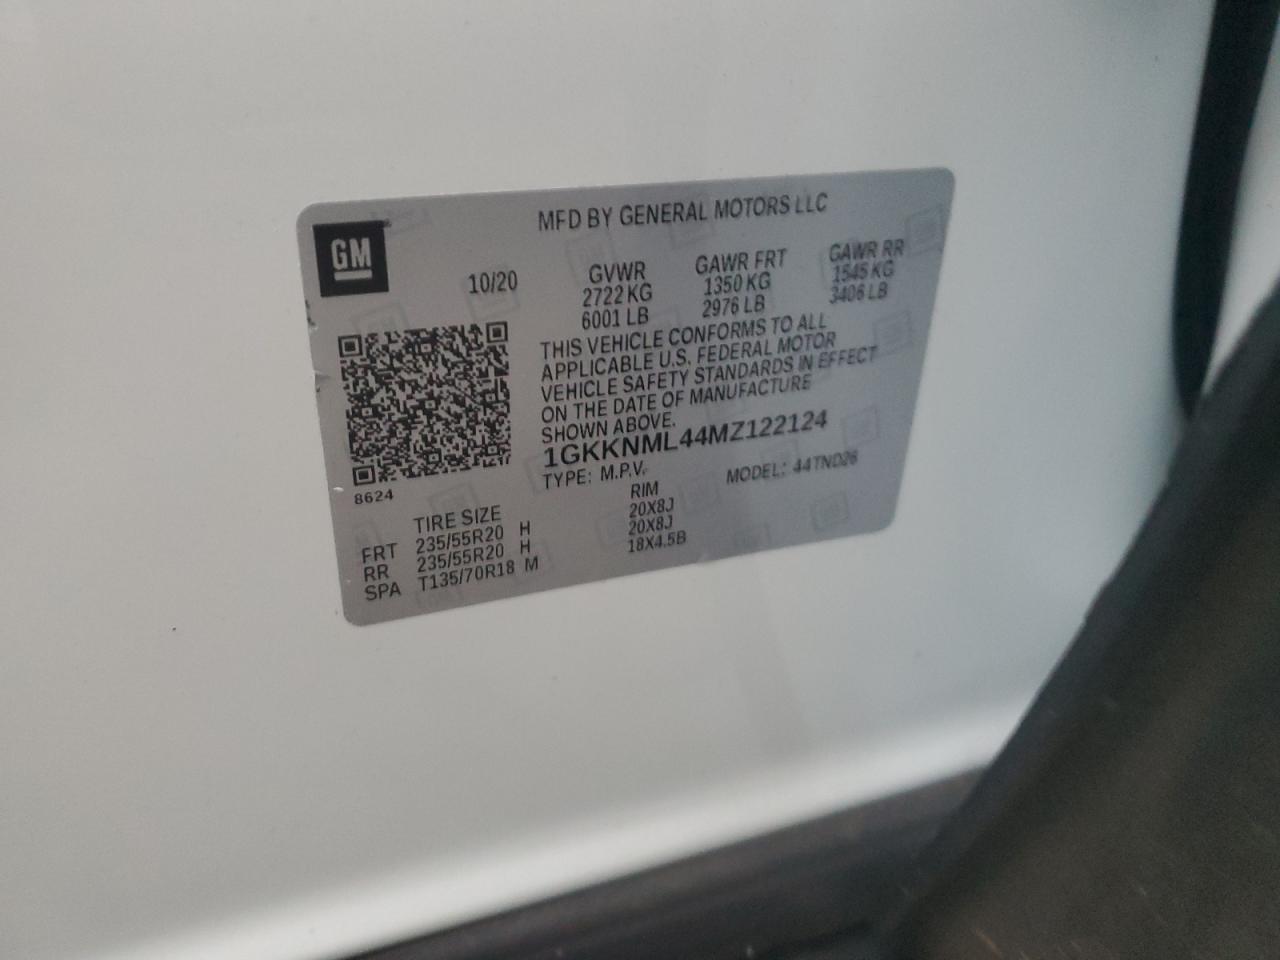 MFD BY GENERAL MOTORS LLC
GM
10/20 GVWR GAWR FRT GAWR RR
2722 KG 1350 KG 1545 KG
6001 LB 2976 LB 3406 LB
THIS VEHICLE CONFORMS TO ALL
APPLICABLE U.S. FEDERAL MOTOR
VEHICLE SAFETY STANDARDS IN EFFECT
ON THE DATE OF MANUFACTURE
SHOWN ABOVE.
1GKKNML44MZ122124
TYPE: M.P.V. MODEL: 44TND26
8624
TIRE SIZE RIM
FRT 235/55R20 H 20X8J
RR 235/55R20 H 20X8J
SPA T135/70R18 M 18X4.5B